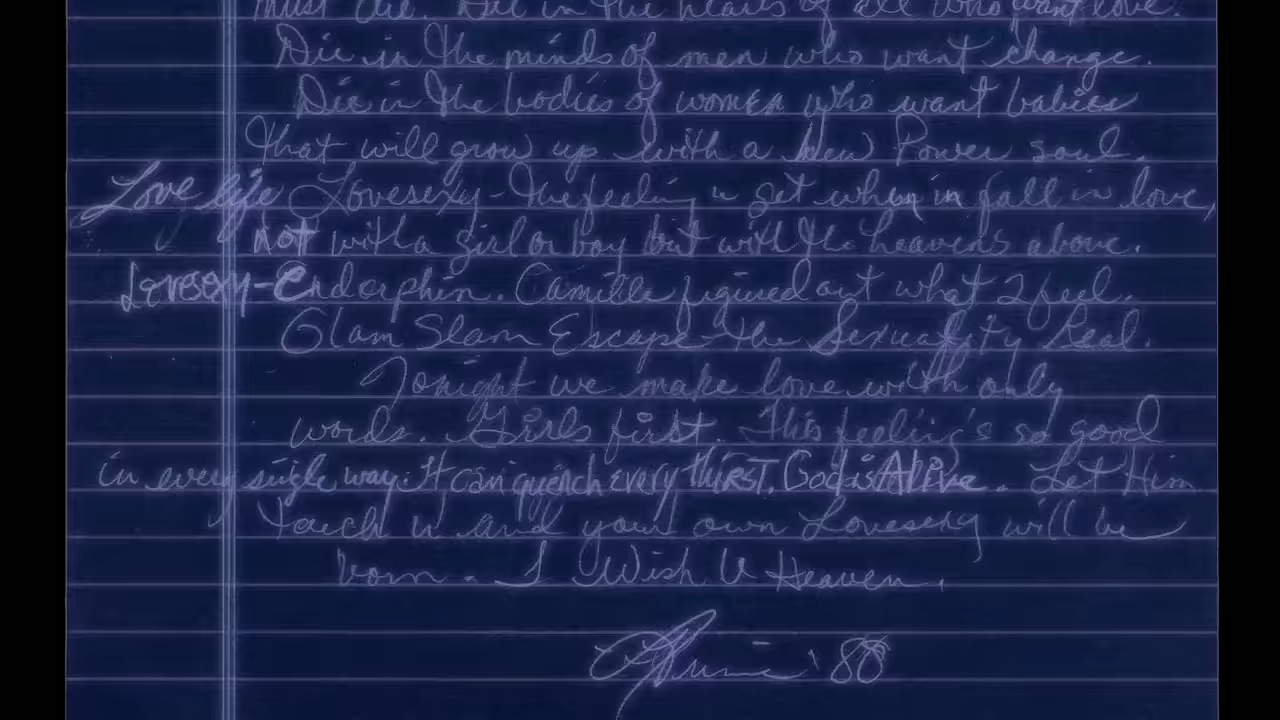 must die. Die in the hearts of all who want love.
Die in the minds of men who want change.
Die in the bodies of women who want babies
that will grow up with a New Power soul.
Love Life Lovesexy - the feeling u get when u fall in love,
not with a girl or boy but with the heavens above.
Lovesexy - Endorphin. Camille figured out what 2 feel.
Glam Slam Escape - the Sexuality Real.
Tonight we make love with only
words. Girls first. This feeling's so good
in every single way: It can quench every thirst. God is Alive. Let Him
touch u and your own Lovesexy will be
born - I Wish U Heaven.
'88